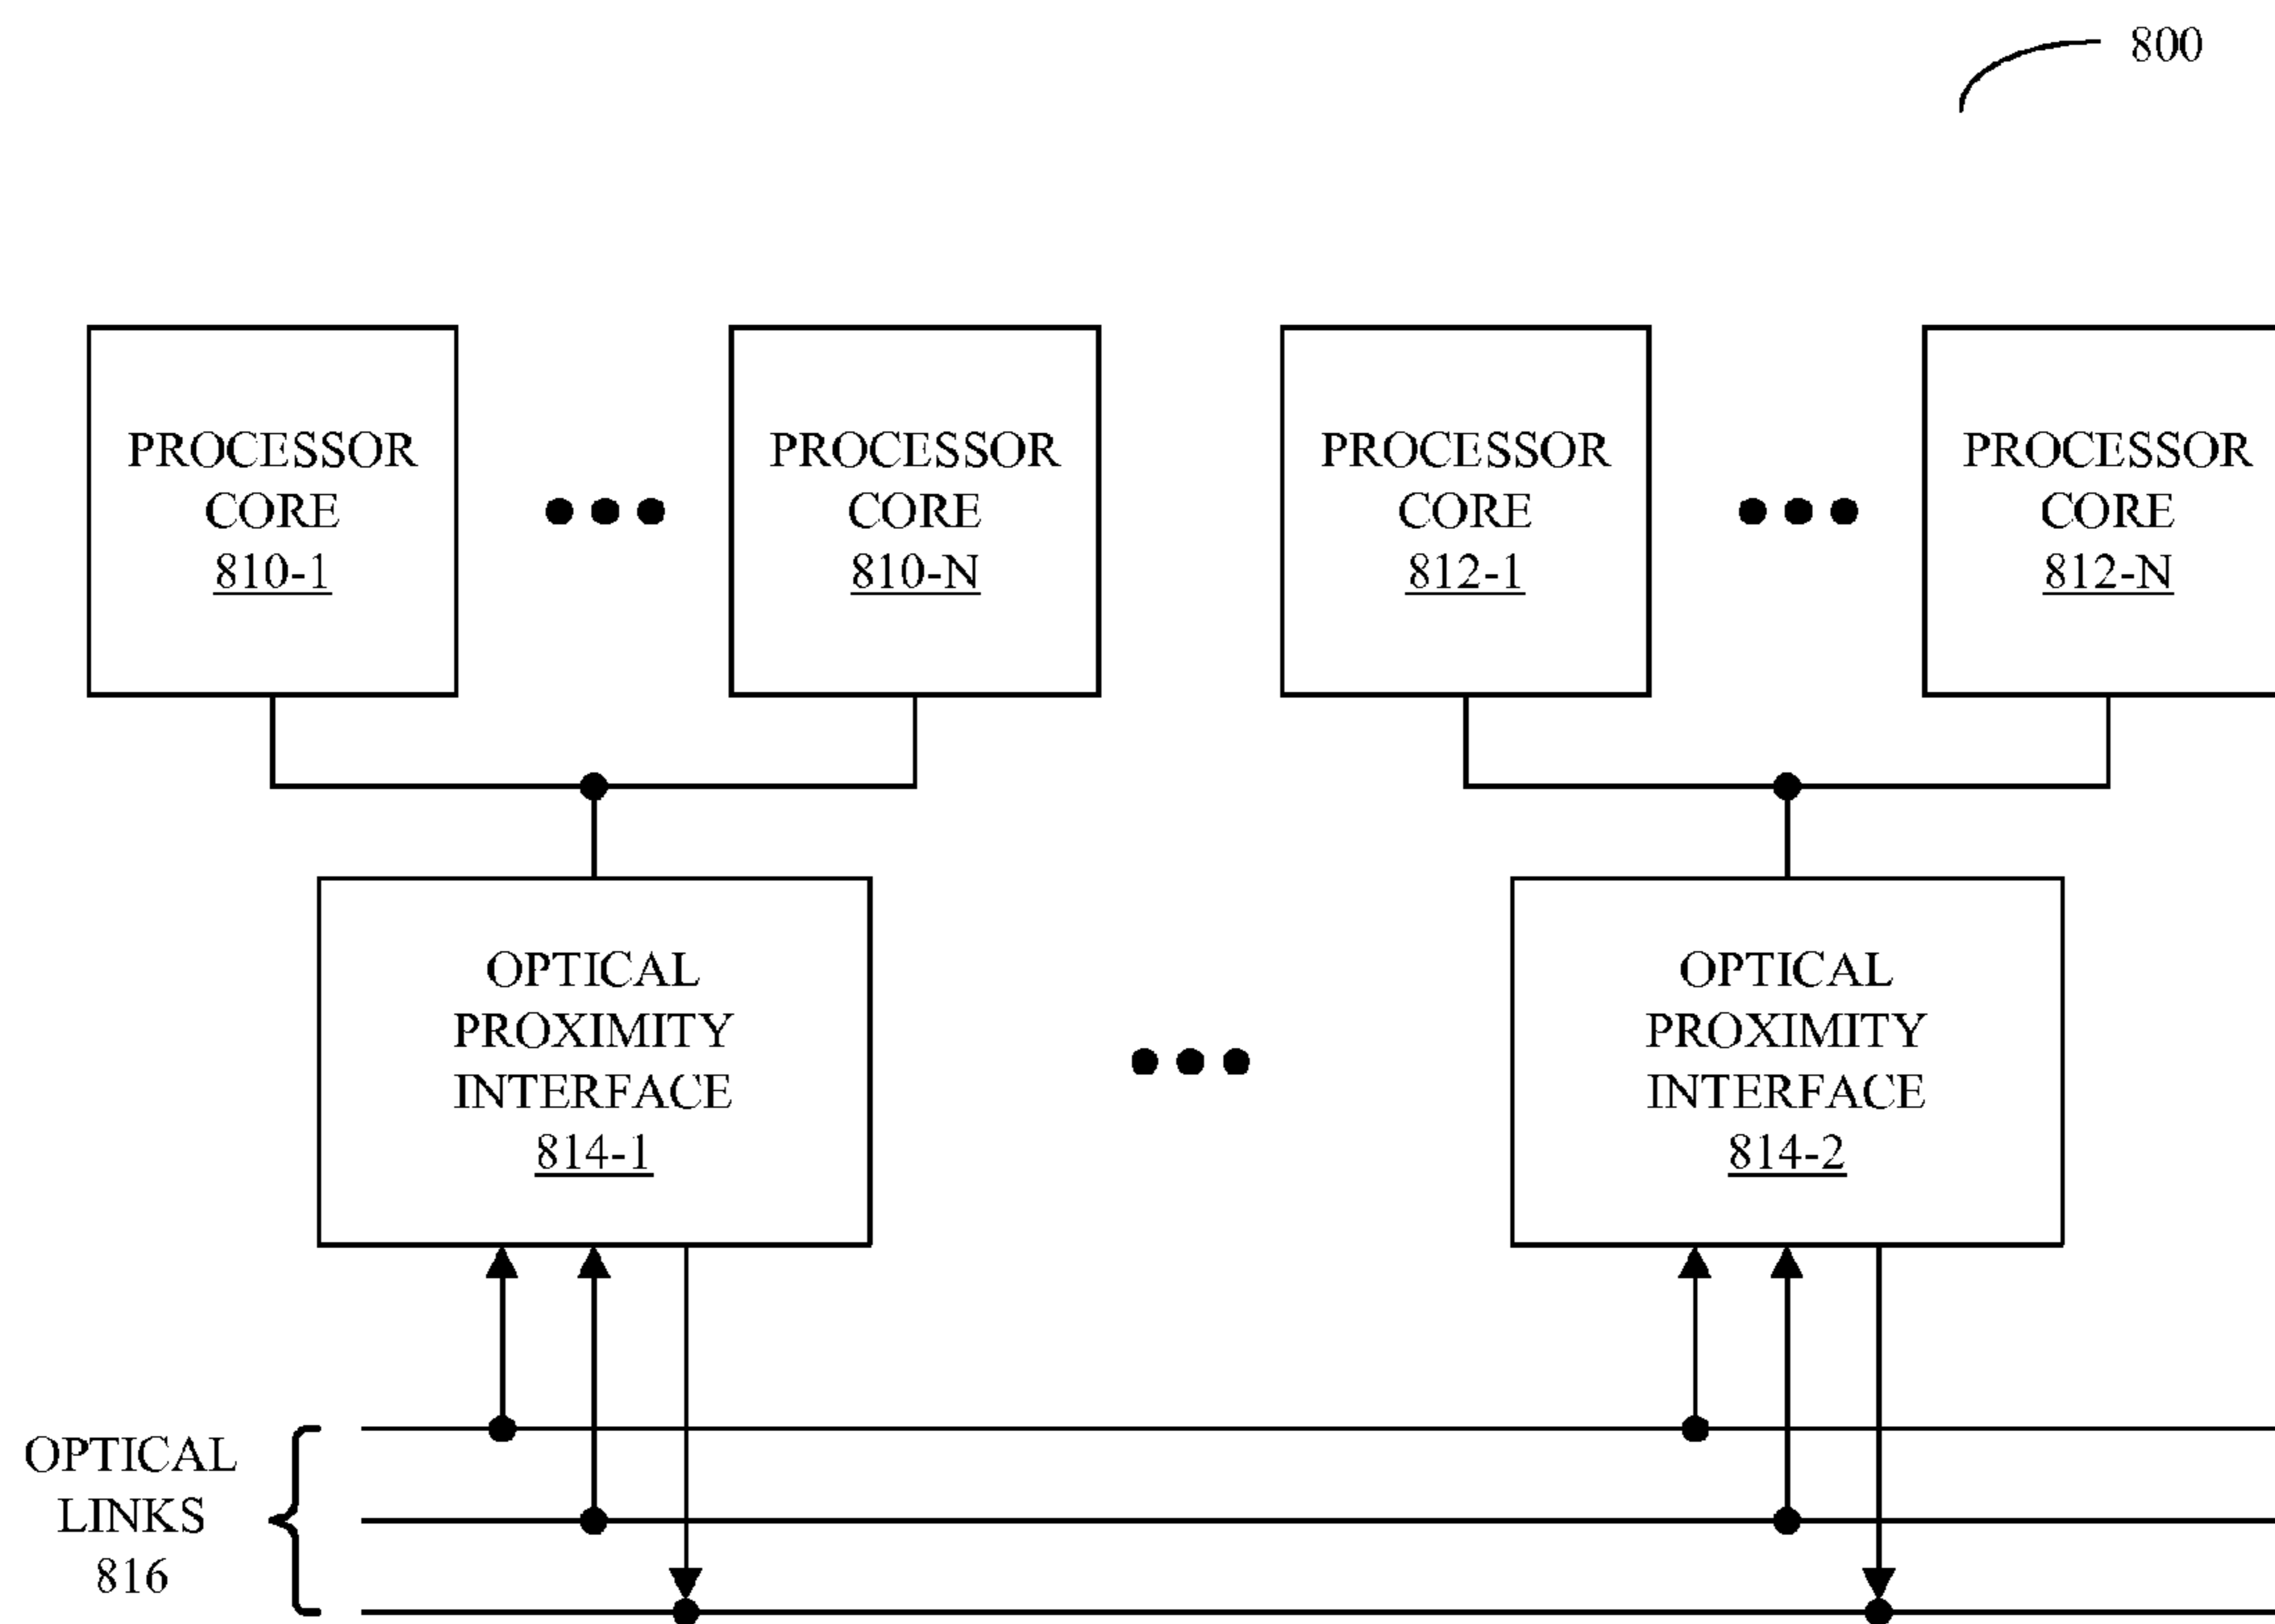 800
PROCESSOR
CORE
810-1
PROCESSOR
CORE
810-N
PROCESSOR
CORE
812-1
PROCESSOR
CORE
812-N
OPTICAL
PROXIMITY
INTERFACE
814-1
OPTICAL
PROXIMITY
INTERFACE
814-2
OPTICAL
LINKS
816